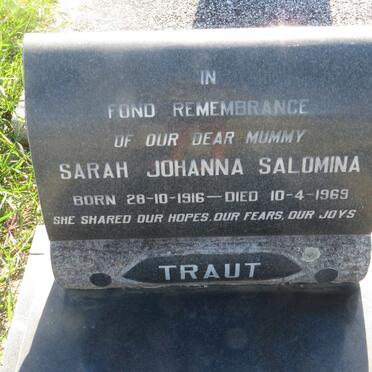 IN
FOND REMEMBRANCE
OF OUR DEAR MUMMY
SARAH JOHANNA SALOMINA
BORN 28-10-1916 — DIED 10-4-1969
SHE SHARED OUR HOPES, OUR FEARS, OUR JOYS
TRAUT